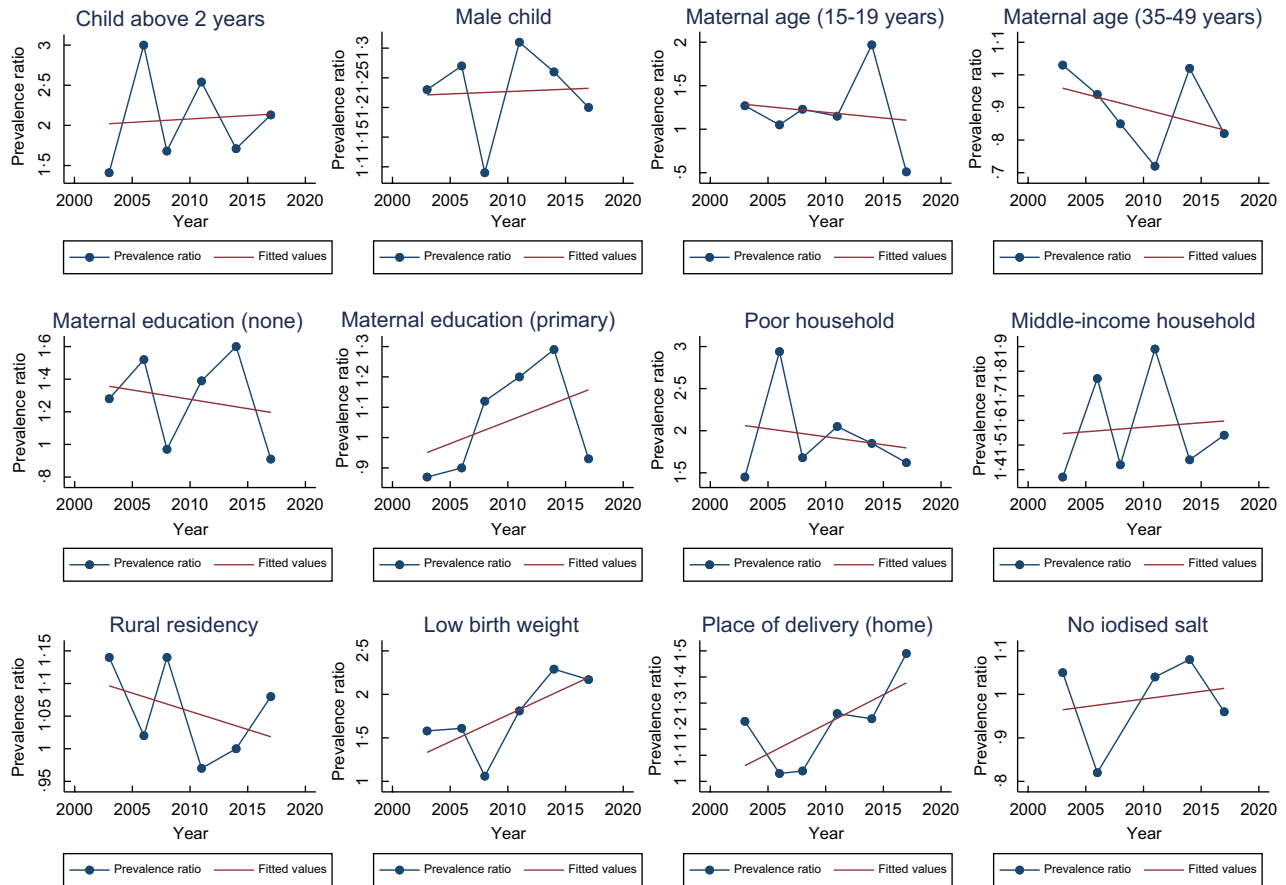 Child above 2 years
Prevalence ratio
1·5 2 2·5 3
2000 2005 2010 2015 2020
Year
Prevalence ratio Fitted values
Male child
Prevalence ratio
1·1 1·15 1·2 1·25 1·3
2000 2005 2010 2015 2020
Year
Prevalence ratio Fitted values
Maternal age (15-19 years)
Prevalence ratio
·5 1 1·5 2
2000 2005 2010 2015 2020
Year
Prevalence ratio Fitted values
Maternal age (35-49 years)
Prevalence ratio
·7 ·8 ·9 1 1·1
2000 2005 2010 2015 2020
Year
Prevalence ratio Fitted values
Maternal education (none)
Prevalence ratio
·8 1 1·2 1·4 1·6
2000 2005 2010 2015 2020
Year
Prevalence ratio Fitted values
Maternal education (primary)
Prevalence ratio
·9 1 1·1 1·2 1·3
2000 2005 2010 2015 2020
Year
Prevalence ratio Fitted values
Poor household
Prevalence ratio
1·5 2 2·5 3
2000 2005 2010 2015 2020
Year
Prevalence ratio Fitted values
Middle-income household
Prevalence ratio
1·4 1·5 1·6 1·7 1·8 1·9
2000 2005 2010 2015 2020
Year
Prevalence ratio Fitted values
Rural residency
Prevalence ratio
·95 1 1·05 1·1 1·15
2000 2005 2010 2015 2020
Year
Prevalence ratio Fitted values
Low birth weight
Prevalence ratio
1 1·5 2 2·5
2000 2005 2010 2015 2020
Year
Prevalence ratio Fitted values
Place of delivery (home)
Prevalence ratio
1 1·1 1·2 1·3 1·4 1·5
2000 2005 2010 2015 2020
Year
Prevalence ratio Fitted values
No iodised salt
Prevalence ratio
·8 ·9 1 1·1
2000 2005 2010 2015 2020
Year
Prevalence ratio Fitted values